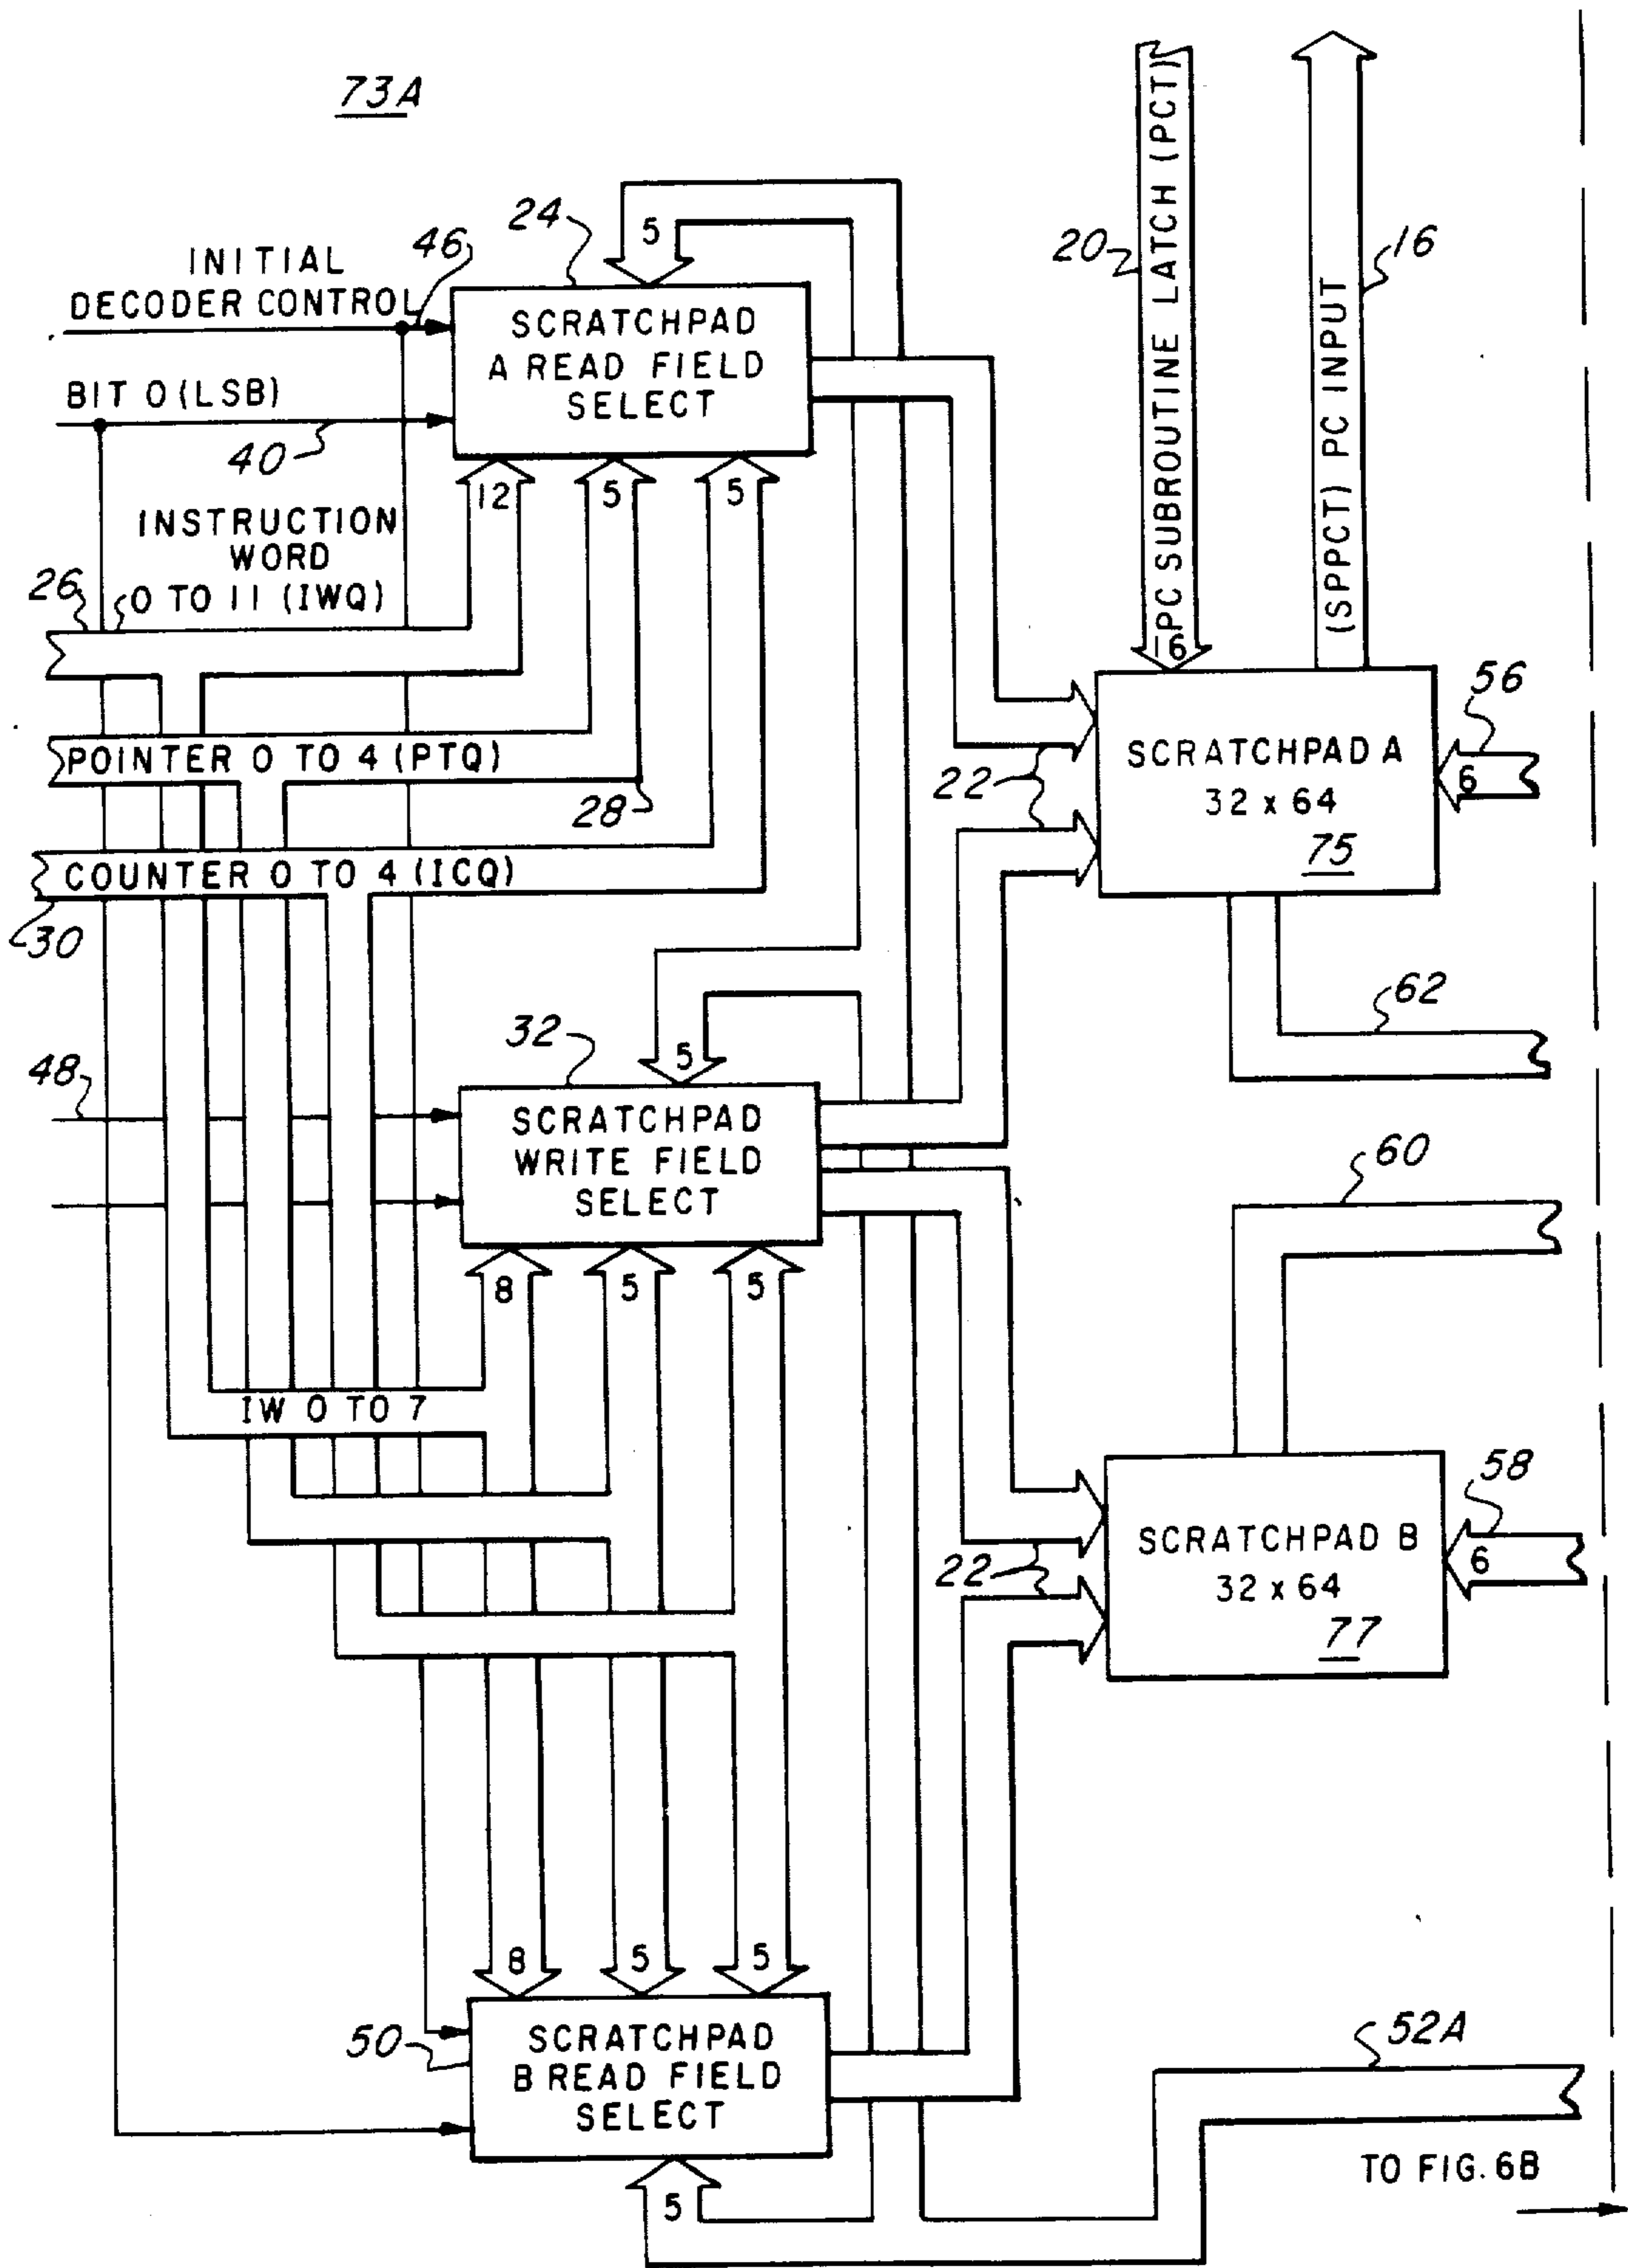 73A
24
5
46
INITIAL
DECODER CONTROL
SCRATCHPAD
A READ FIELD
SELECT
BIT 0 (LSB)
40
20
PC SUBROUTINE LATCH (PCT)
16
16
(SPPCT) PC INPUT
12
5
5
INSTRUCTION
WORD
26
0 TO 11 (IWQ)
POINTER 0 TO 4 (PTQ)
28
COUNTER 0 TO 4 (ICQ)
30
22
SCRATCHPAD A
32 x 64
75
56
6
62
48
32
5
SCRATCHPAD
WRITE FIELD
SELECT
8
5
5
60
IW 0 TO 7
22
SCRATCHPAD B
32 x 64
77
58
6
8
5
5
50
SCRATCHPAD
B READ FIELD
SELECT
5
52A
TO FIG. 6B